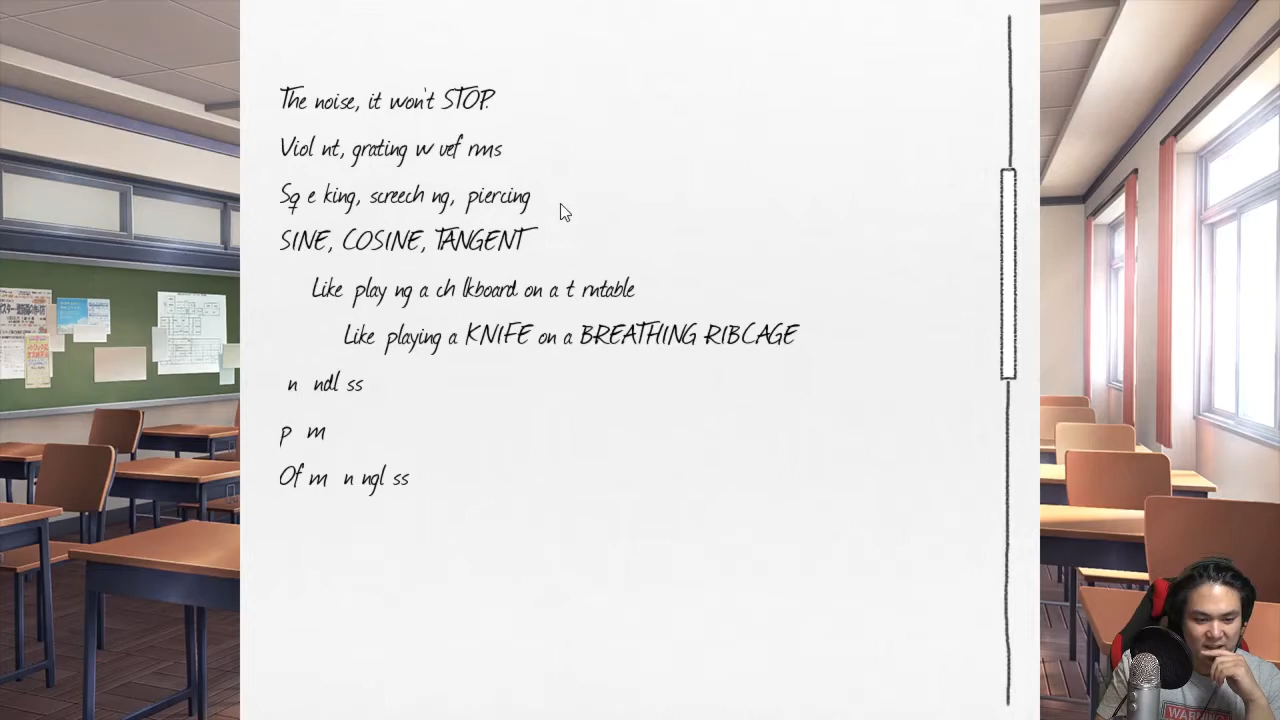 The noise, it won't STOP.
Viol nt, grating w vef rms
Sq e king, screech ng, piercing
SINE, COSINE, TANGENT
Like play ng a ch lkboard on a t rntable
Like playing a KNIFE on a BREATHING RIBCAGE
n ndl ss
p m
Of m n ngl ss
WARNING